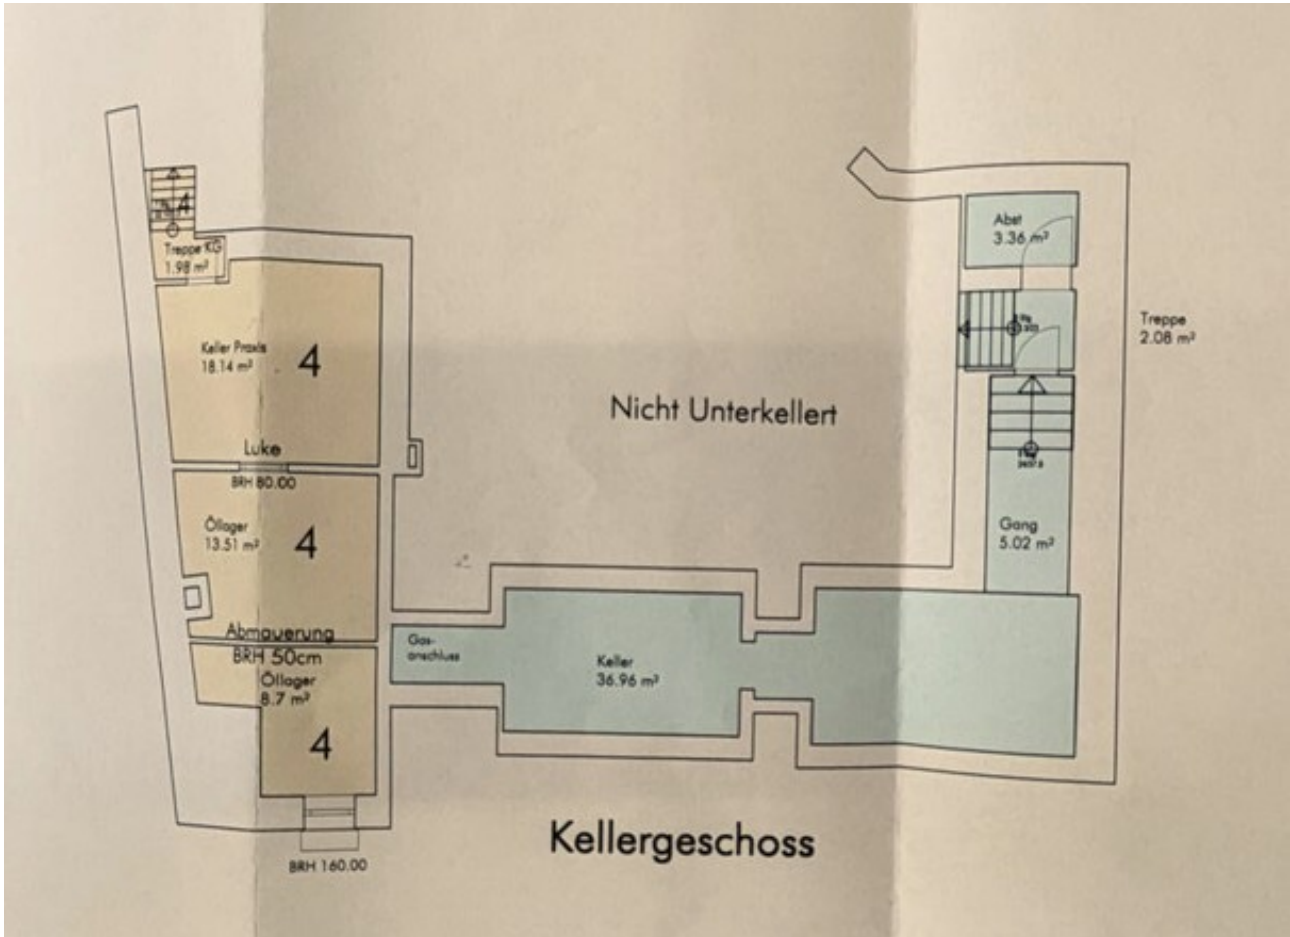 4
Treppe KG
1.98 m²
Abst
3.36 m²
Treppe
2.08 m²
Keller Praxis
18.14 m²
4
Nicht Unterkellert
Luke
BRH 80.00
Öllager
13.51 m²
4
Gang
5.02 m²
Abmauerung
BRH 50cm
Öllager
8.7 m²
4
Gas-
anschluss
Keller
36.96 m²
Kellergeschoss
BRH 160.00